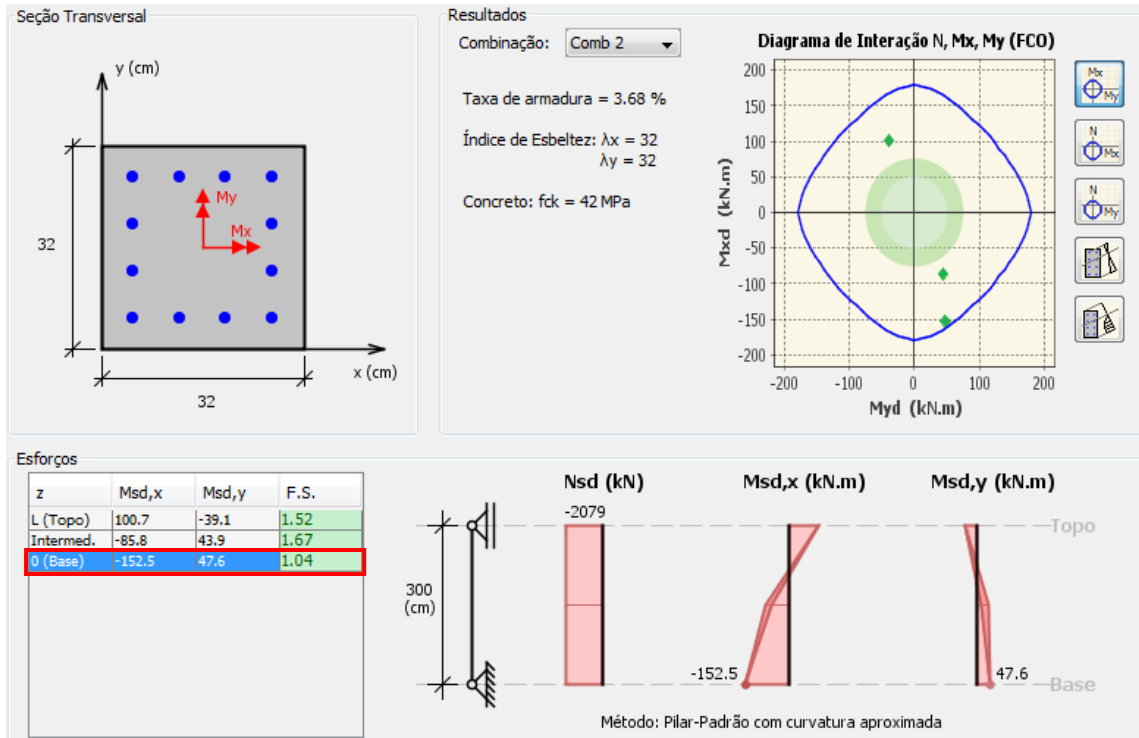 Seção Transversal
y (cm)
My
Mx
32
x (cm)
32
Resultados
Combinação: Comb 2
Taxa de armadura = 3.68 %
Índice de Esbeltez: λx = 32
λy = 32
Concreto: fck = 42 MPa
Diagrama de Interação N, Mx, My (FCO)
Mxd (kN.m)
200
150
100
50
0
-50
-100
-150
-200
-200 -100 0 100 200
Myd (kN.m)
Mx
My
N
Mx
N
My
Esforços
z Msd,x Msd,y F.S.
L (Topo) 100.7 -39.1 1.52
Intermed. -85.8 43.9 1.67
0 (Base) -152.5 47.6 1.04
Nsd (kN) Msd,x (kN.m) Msd,y (kN.m)
-2079
Topo
300
(cm)
-152.5 47.6
Base
Método: Pilar-Padrão com curvatura aproximada